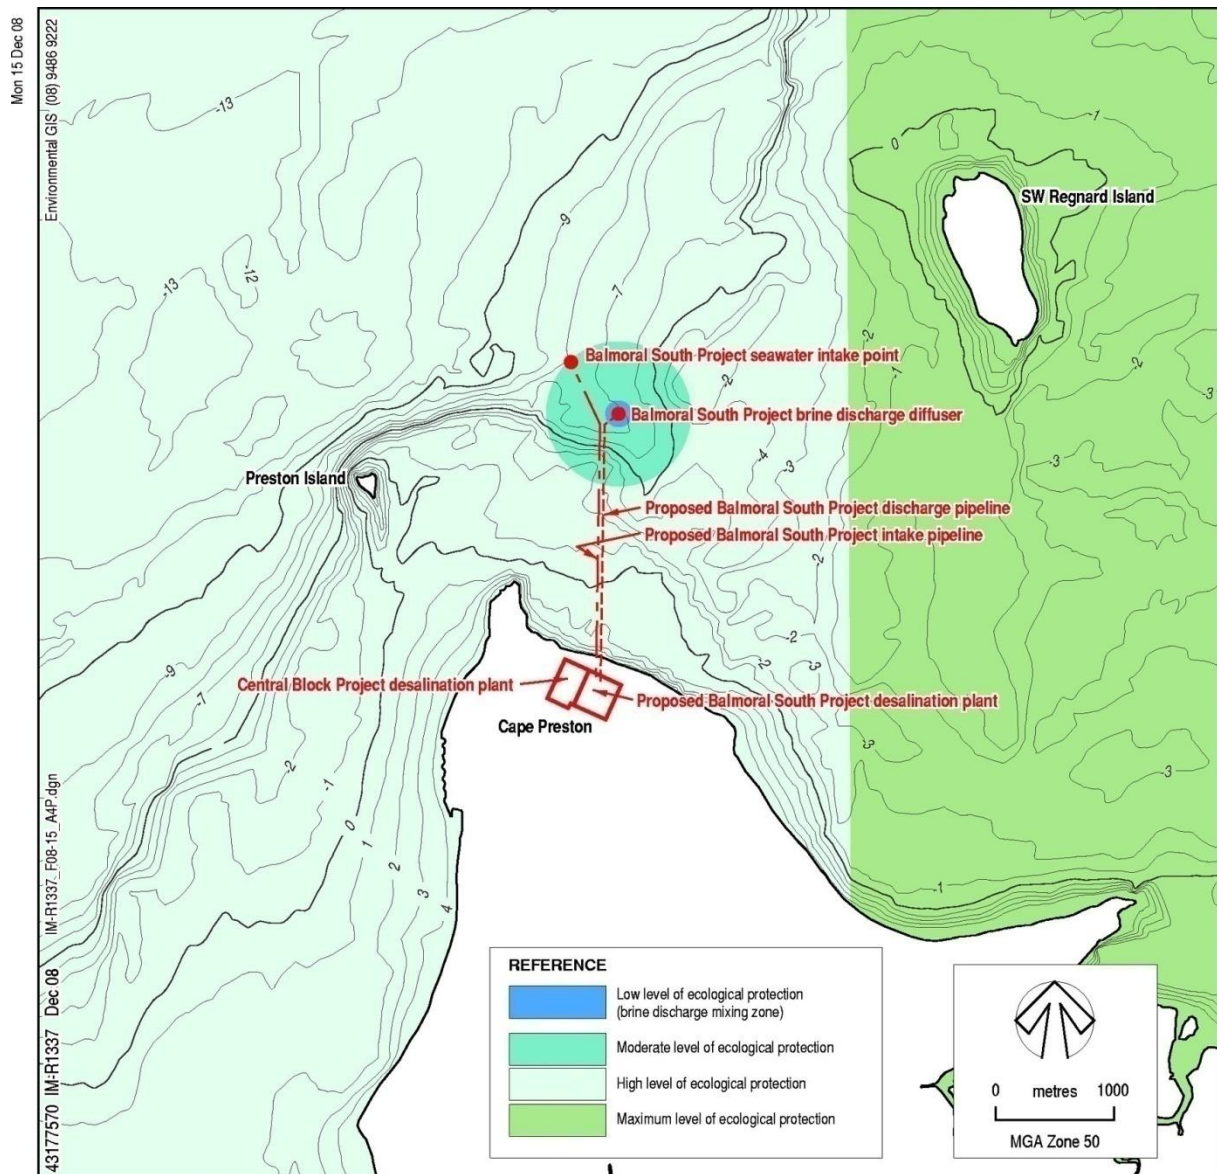 Mon 15 Dec 08
Environmental GIS (08) 9486 9222
IM-R1337_F08-15_A4P.dgn
43177570 IM-R1337 Dec 08
-13
-1
0
-9
SW Regnard Island
-12
-13
-7
-2
-2
-1
-3
Balmoral South Project seawater intake point
-2
-3
Balmoral South Project brine discharge diffuser
-4
-3
-3
Preston Island
Proposed Balmoral South Project discharge pipeline
Proposed Balmoral South Project intake pipeline
-2
-2
-3
-9
-7
-2
Central Block Project desalination plant
Proposed Balmoral South Project desalination plant
Cape Preston
-3
-3
-2
-1
0
1
2
3
4
-1
REFERENCE
Low level of ecological protection
(brine discharge mixing zone)
Moderate level of ecological protection
High level of ecological protection
Maximum level of ecological protection
0 metres 1000
MGA Zone 50